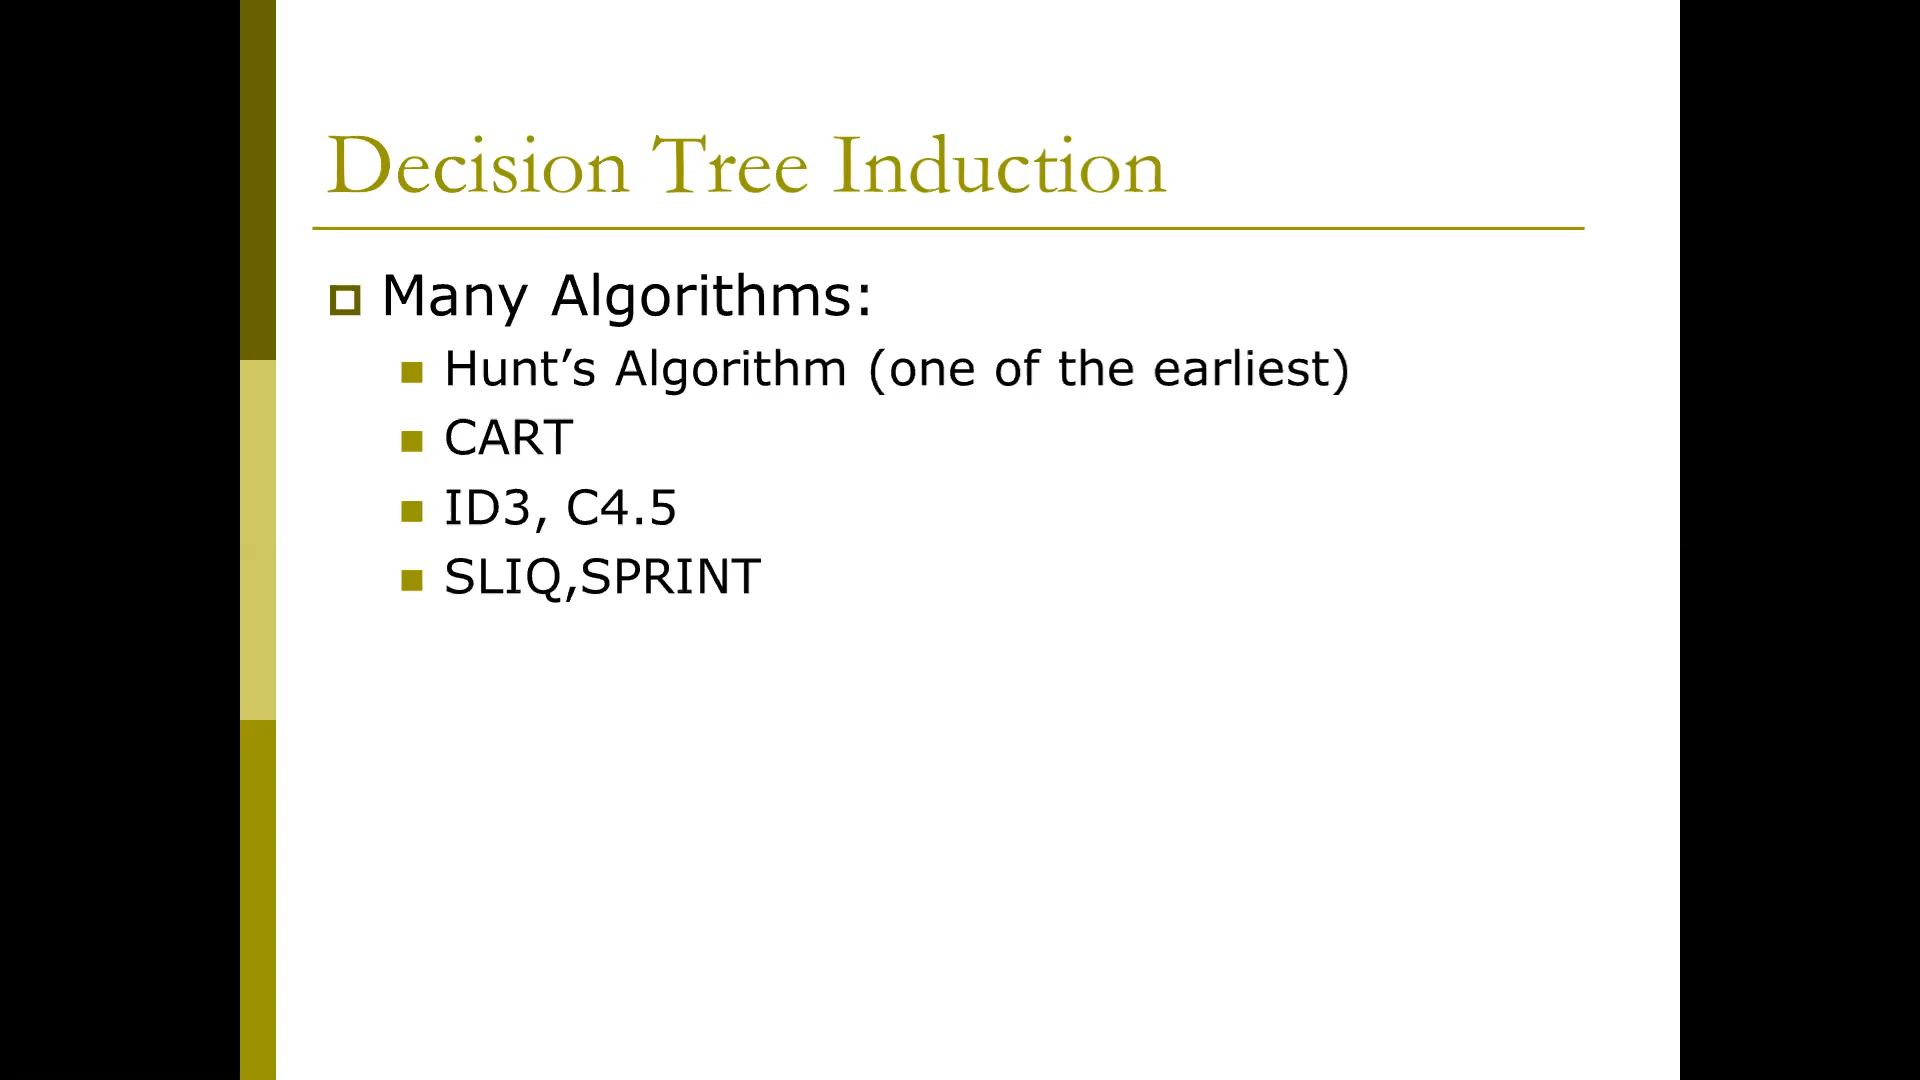 Decision Tree Induction
Many Algorithms:
Hunt’s Algorithm (one of the earliest)
CART
ID3, C4.5
SLIQ,SPRINT